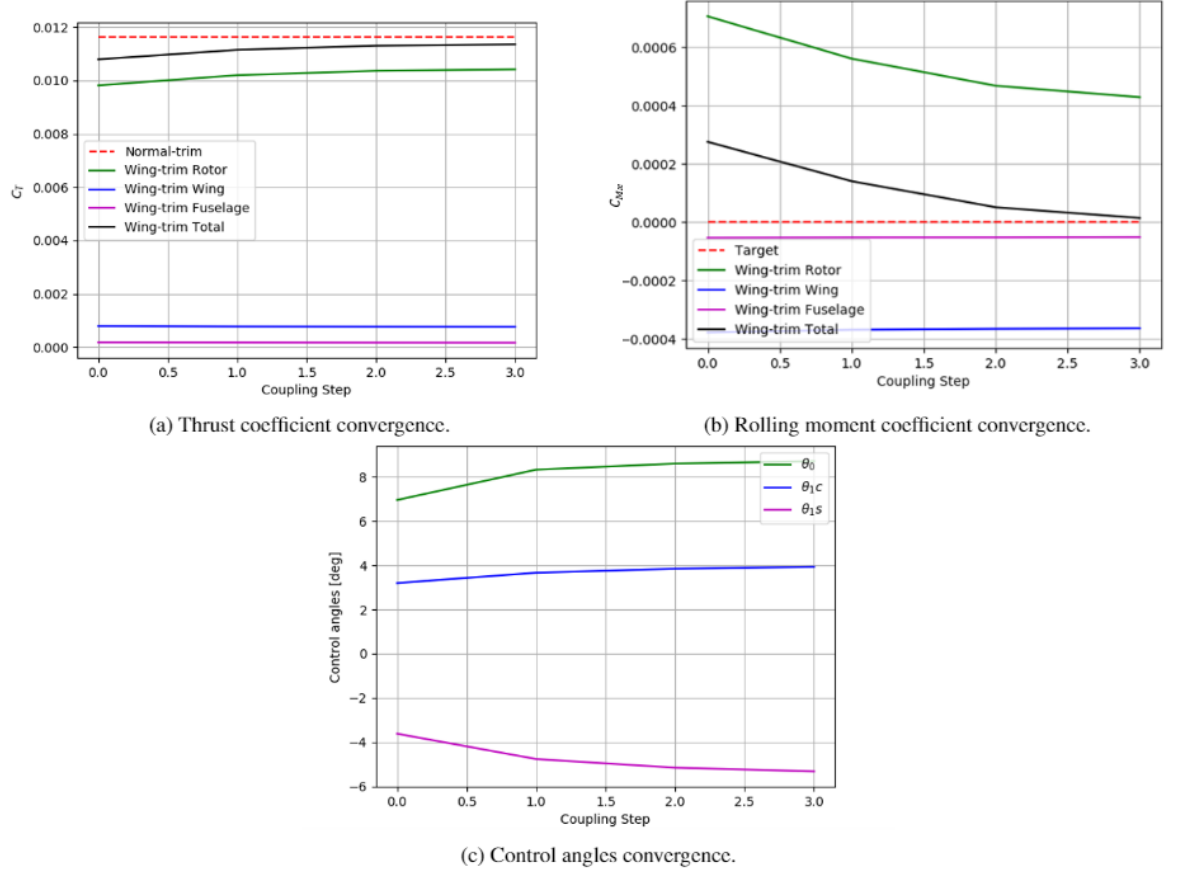 0.012
0.010
0.008
0.006
0.004
0.002
0.000
C_T
Normal-trim
Wing-trim Rotor
Wing-trim Wing
Wing-trim Fuselage
Wing-trim Total
0.0 0.5 1.0 1.5 2.0 2.5 3.0
Coupling Step
(a) Thrust coefficient convergence.
0.0006
0.0004
0.0002
0.0000
−0.0002
−0.0004
C_{Mx}
Target
Wing-trim Rotor
Wing-trim Wing
Wing-trim Fuselage
Wing-trim Total
0.0 0.5 1.0 1.5 2.0 2.5 3.0
Coupling Step
(b) Rolling moment coefficient convergence.
8
6
4
2
0
−2
−4
−6
Control angles [deg]
θ₀
θ₁c
θ₁s
0.0 0.5 1.0 1.5 2.0 2.5 3.0
Coupling Step
(c) Control angles convergence.